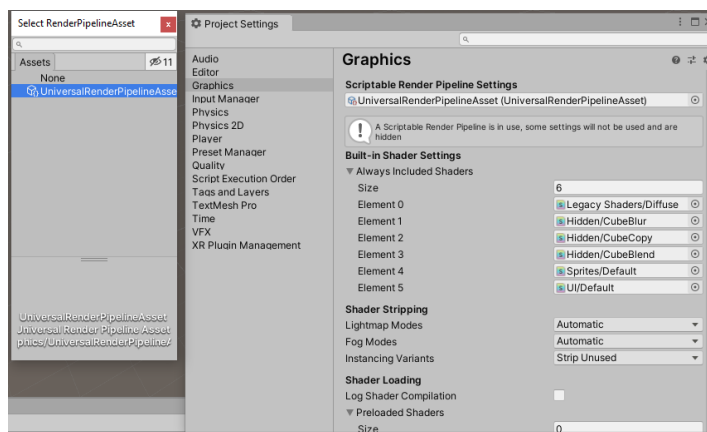 Select RenderPipelineAsset
x
Assets
11
None
UniversalRenderPipelineAsse
UniversalRenderPipelineAsset
Universal Render Pipeline Asset
phics/UniversalRenderPipelineA
Project Settings
Audio
Editor
Graphics
Input Manager
Physics
Physics 2D
Player
Preset Manager
Quality
Script Execution Order
Tags and Layers
TextMesh Pro
Time
VFX
XR Plugin Management
Graphics
Scriptable Render Pipeline Settings
UniversalRenderPipelineAsset (UniversalRenderPipelineAsset)
A Scriptable Render Pipeline is in use, some settings will not be used and are
hidden
Built-in Shader Settings
Always Included Shaders
Size 6
Element 0 Legacy Shaders/Diffuse
Element 1 Hidden/CubeBlur
Element 2 Hidden/CubeCopy
Element 3 Hidden/CubeBlend
Element 4 Sprites/Default
Element 5 UI/Default
Shader Stripping
Lightmap Modes Automatic
Fog Modes Automatic
Instancing Variants Strip Unused
Shader Loading
Log Shader Compilation
Preloaded Shaders
Size 0